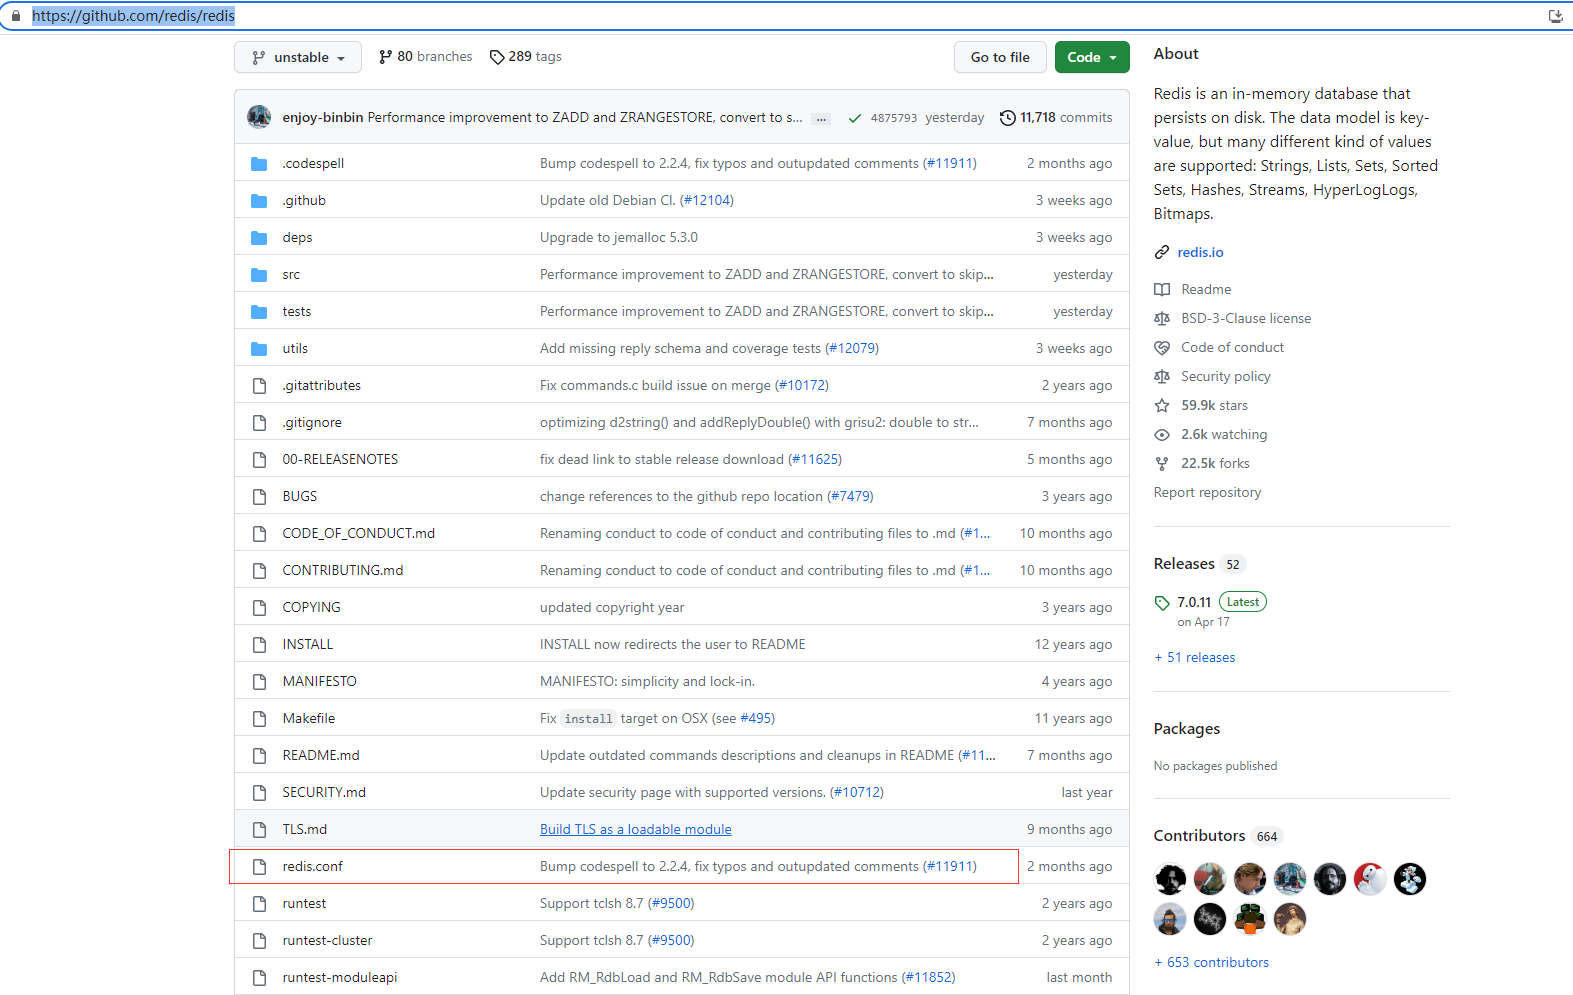 https://github.com/redis/redis
unstable
80 branches
289 tags
Go to file
Code
enjoy-binbin Performance improvement to ZADD and ZRANGESTORE, convert to s... ... 4875793 yesterday 11,718 commits
.codespell Bump codespell to 2.2.4, fix typos and outupdated comments (#11911) 2 months ago
.github Update old Debian CI. (#12104) 3 weeks ago
deps Upgrade to jemalloc 5.3.0 3 weeks ago
src Performance improvement to ZADD and ZRANGESTORE, convert to skip... yesterday
tests Performance improvement to ZADD and ZRANGESTORE, convert to skip... yesterday
utils Add missing reply schema and coverage tests (#12079) 3 weeks ago
.gitattributes Fix commands.c build issue on merge (#10172) 2 years ago
.gitignore optimizing d2string() and addReplyDouble() with grisu2: double to str... 7 months ago
00-RELEASENOTES fix dead link to stable release download (#11625) 5 months ago
BUGS change references to the github repo location (#7479) 3 years ago
CODE_OF_CONDUCT.md Renaming conduct to code of conduct and contributing files to .md (#1... 10 months ago
CONTRIBUTING.md Renaming conduct to code of conduct and contributing files to .md (#1... 10 months ago
COPYING updated copyright year 3 years ago
INSTALL INSTALL now redirects the user to README 12 years ago
MANIFESTO MANIFESTO: simplicity and lock-in. 4 years ago
Makefile Fix install target on OSX (see #495) 11 years ago
README.md Update outdated commands descriptions and cleanups in README (#11... 7 months ago
SECURITY.md Update security page with supported versions. (#10712) last year
TLS.md Build TLS as a loadable module 9 months ago
redis.conf Bump codespell to 2.2.4, fix typos and outupdated comments (#11911) 2 months ago
runtest Support tclsh 8.7 (#9500) 2 years ago
runtest-cluster Support tclsh 8.7 (#9500) 2 years ago
runtest-moduleapi Add RM_RdbLoad and RM_RdbSave module API functions (#11852) last month
About
Redis is an in-memory database that
persists on disk. The data model is key-
value, but many different kind of values
are supported: Strings, Lists, Sets, Sorted
Sets, Hashes, Streams, HyperLogLogs,
Bitmaps.
redis.io
Readme
BSD-3-Clause license
Code of conduct
Security policy
59.9k stars
2.6k watching
22.5k forks
Report repository
Releases 52
7.0.11 Latest
on Apr 17
+ 51 releases
Packages
No packages published
Contributors 664
+ 653 contributors